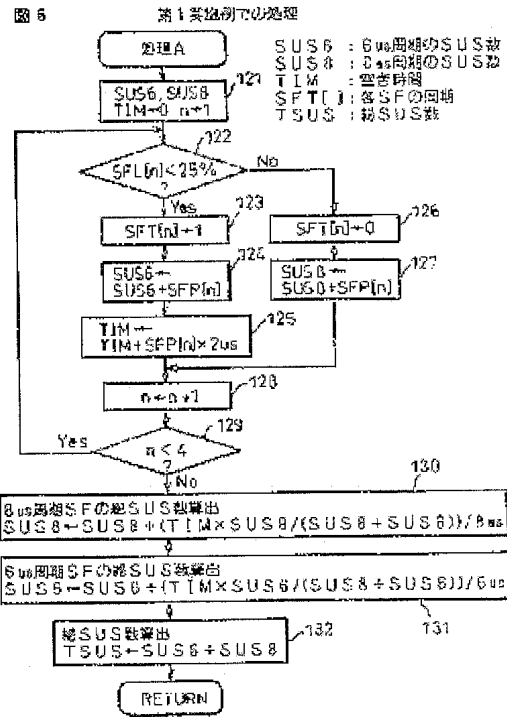 図6
第1実施例での処理
処理A
SUS6 : 6us周期のSUS数
SUS8 : 8us周期のSUS数
TIM : 空き時間
SFT[ ] : 各SFの周期
TSUS : 総SUS数
121
SUS6, SUS8
TIM←0 n←1
122
SFL[n]<25%
?
No
Yes
123
SFT[n]←1
126
SFT[n]←0
124
SUS6←
SUS6+SFP[n]
127
SUS8←
SUS8+SFP[n]
125
TIM←
TIM+SFP[n]×2us
128
n←n+1
129
Yes
n<4
?
No
130
8us周期SFの総SUS数算出
SUS8←SUS8+(TIM×SUS8/(SUS8+SUS6))/8us
6us周期SFの総SUS数算出
SUS6←SUS6+(TIM×SUS6/(SUS8+SUS6))/6us
131
総SUS数算出
TSUS←SUS6+SUS8
132
RETURN